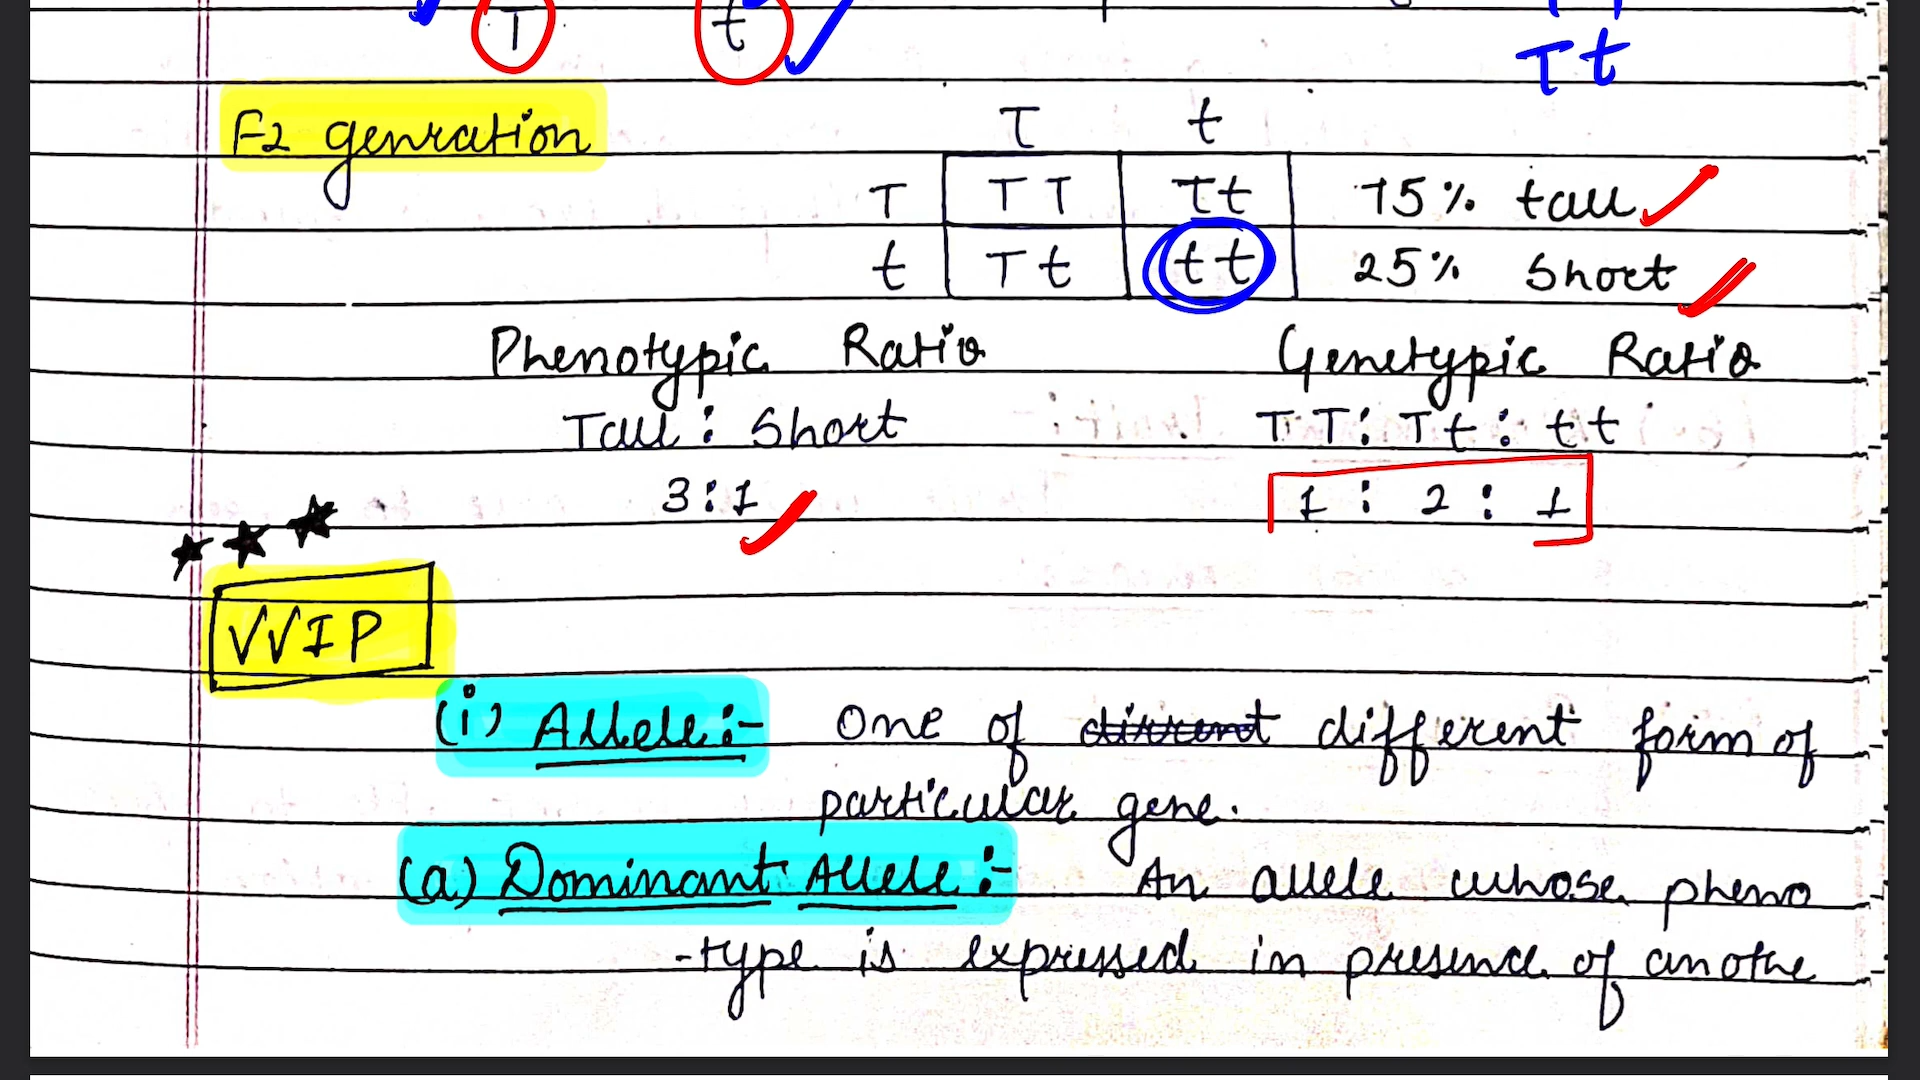 T t
Tt
F2 genration
T t
T TT Tt 75% tall
t Tt tt 25% Short
Phenotypic Ratio Genetypic Ratio
Tall : Short TT : Tt : tt
3:1 1 : 2 : 1
VVIP
(i) Allele :- One of different form of
particular gene.
(a) Dominant Allele :- An allele whose pheno
-type is expressed in presence of anothe